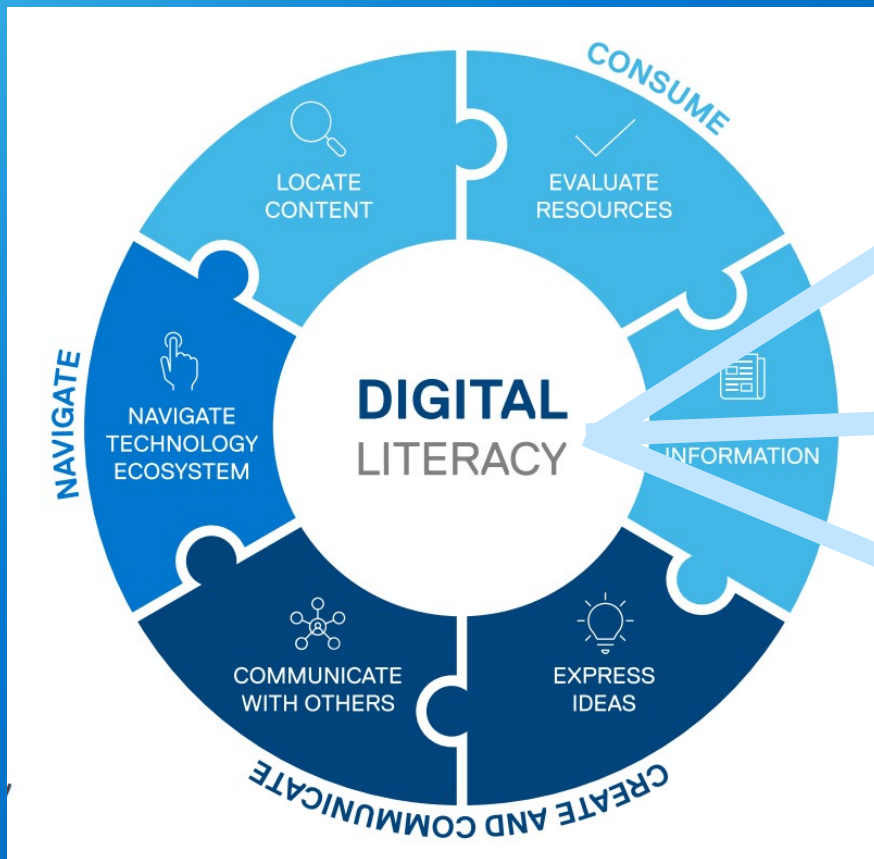 CONSUME
LOCATE
CONTENT
EVALUATE
RESOURCES
NAVIGATE
NAVIGATE
TECHNOLOGY
ECOSYSTEM
DIGITAL
LITERACY
INFORMATION
COMMUNICATE
WITH OTHERS
EXPRESS
IDEAS
CREATE AND COMMUNICATE